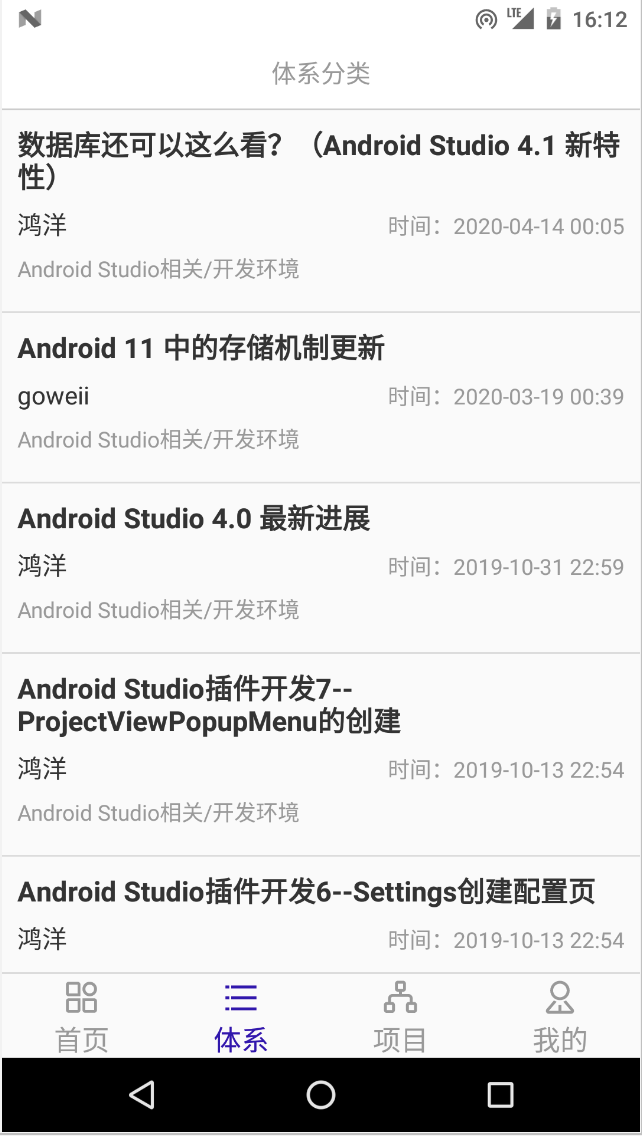 LTE 16:12
体系分类
数据库还可以这么看？（Android Studio 4.1 新特
性）
鸿洋 时间：2020-04-14 00:05
Android Studio相关/开发环境
Android 11 中的存储机制更新
goweii 时间：2020-03-19 00:39
Android Studio相关/开发环境
Android Studio 4.0 最新进展
鸿洋 时间：2019-10-31 22:59
Android Studio相关/开发环境
Android Studio插件开发7--
ProjectViewPopupMenu的创建
鸿洋 时间：2019-10-13 22:54
Android Studio相关/开发环境
Android Studio插件开发6--Settings创建配置页
鸿洋 时间：2019-10-13 22:54
首页 体系 项目 我的